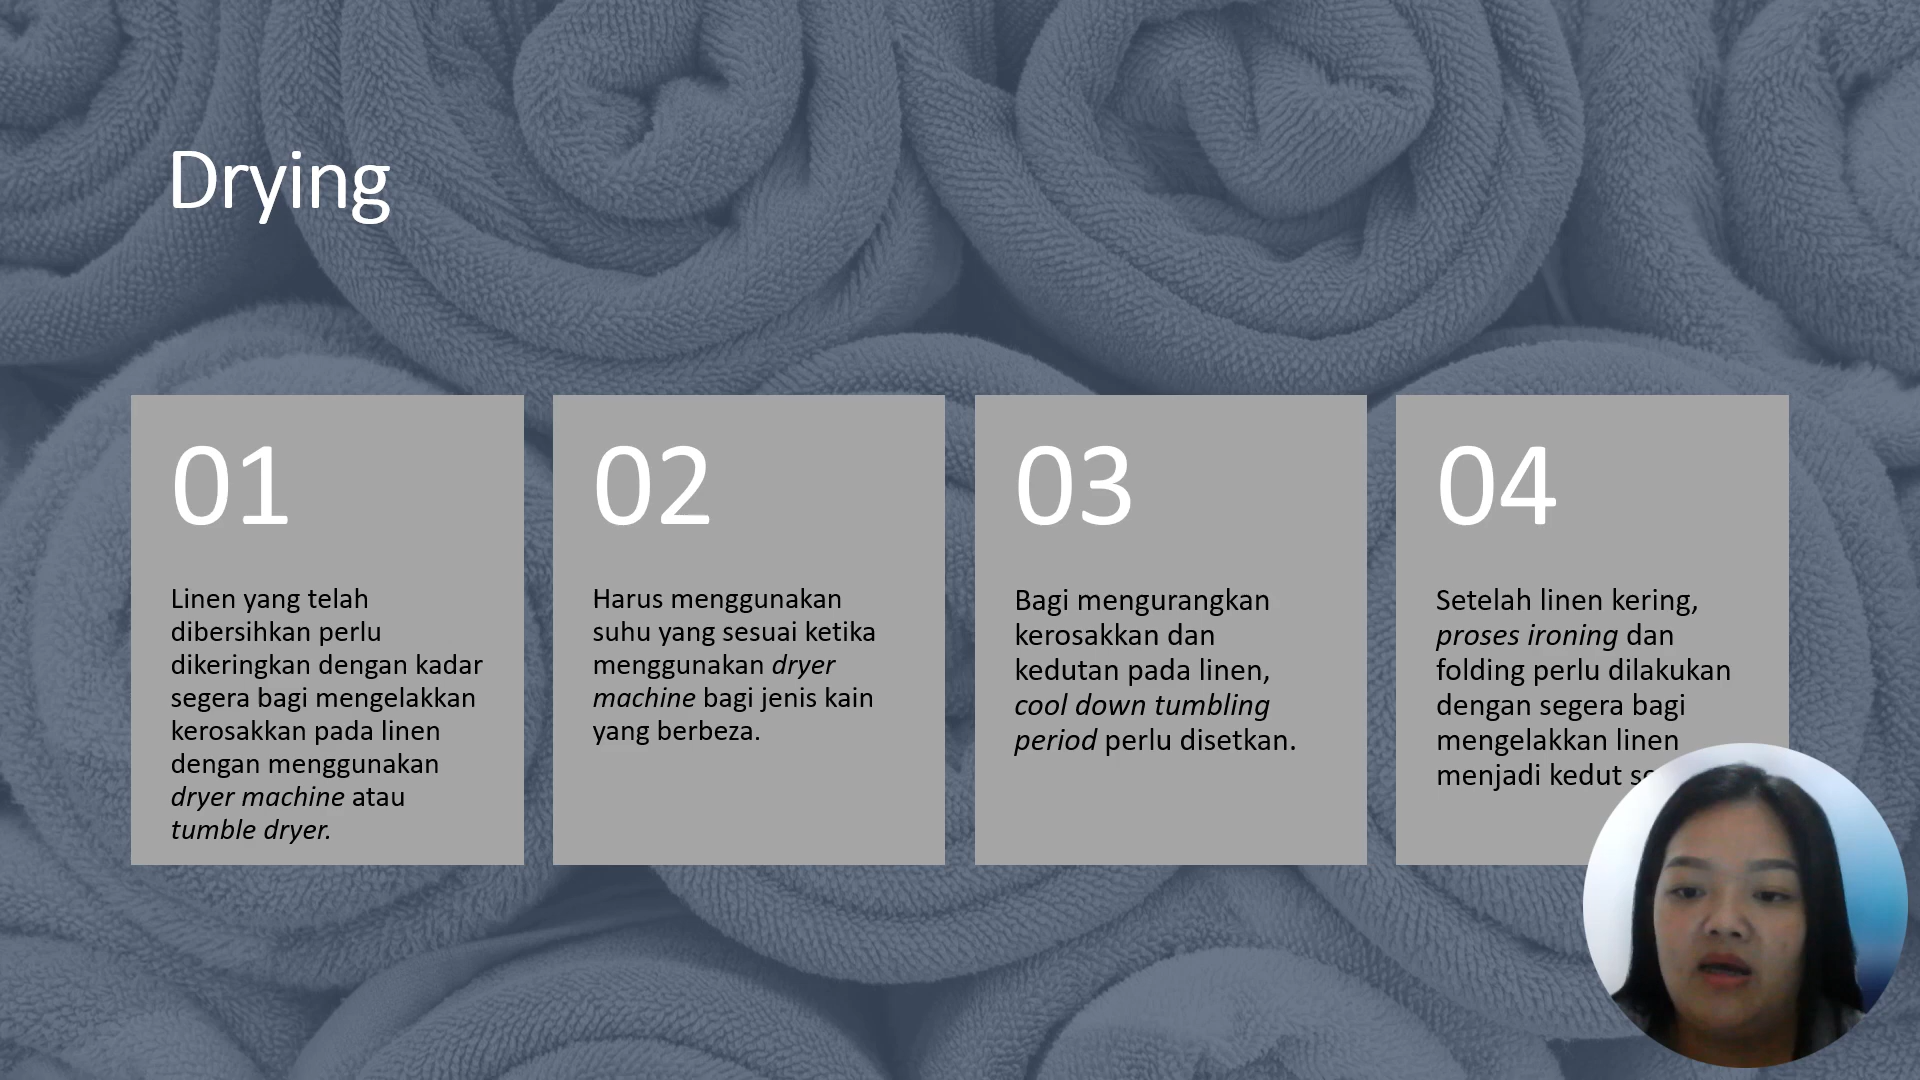 Drying
01
Linen yang telah
dibersihkan perlu
dikeringkan dengan kadar
segera bagi mengelakkan
kerosakkan pada linen
dengan menggunakan
dryer machine atau
tumble dryer.
02
Harus menggunakan
suhu yang sesuai ketika
menggunakan dryer
machine bagi jenis kain
yang berbeza.
03
Bagi mengurangkan
kerosakkan dan
kedutan pada linen,
cool down tumbling
period perlu disetkan.
04
Setelah linen kering,
proses ironing dan
folding perlu dilakukan
dengan segera bagi
mengelakkan linen
menjadi kedut